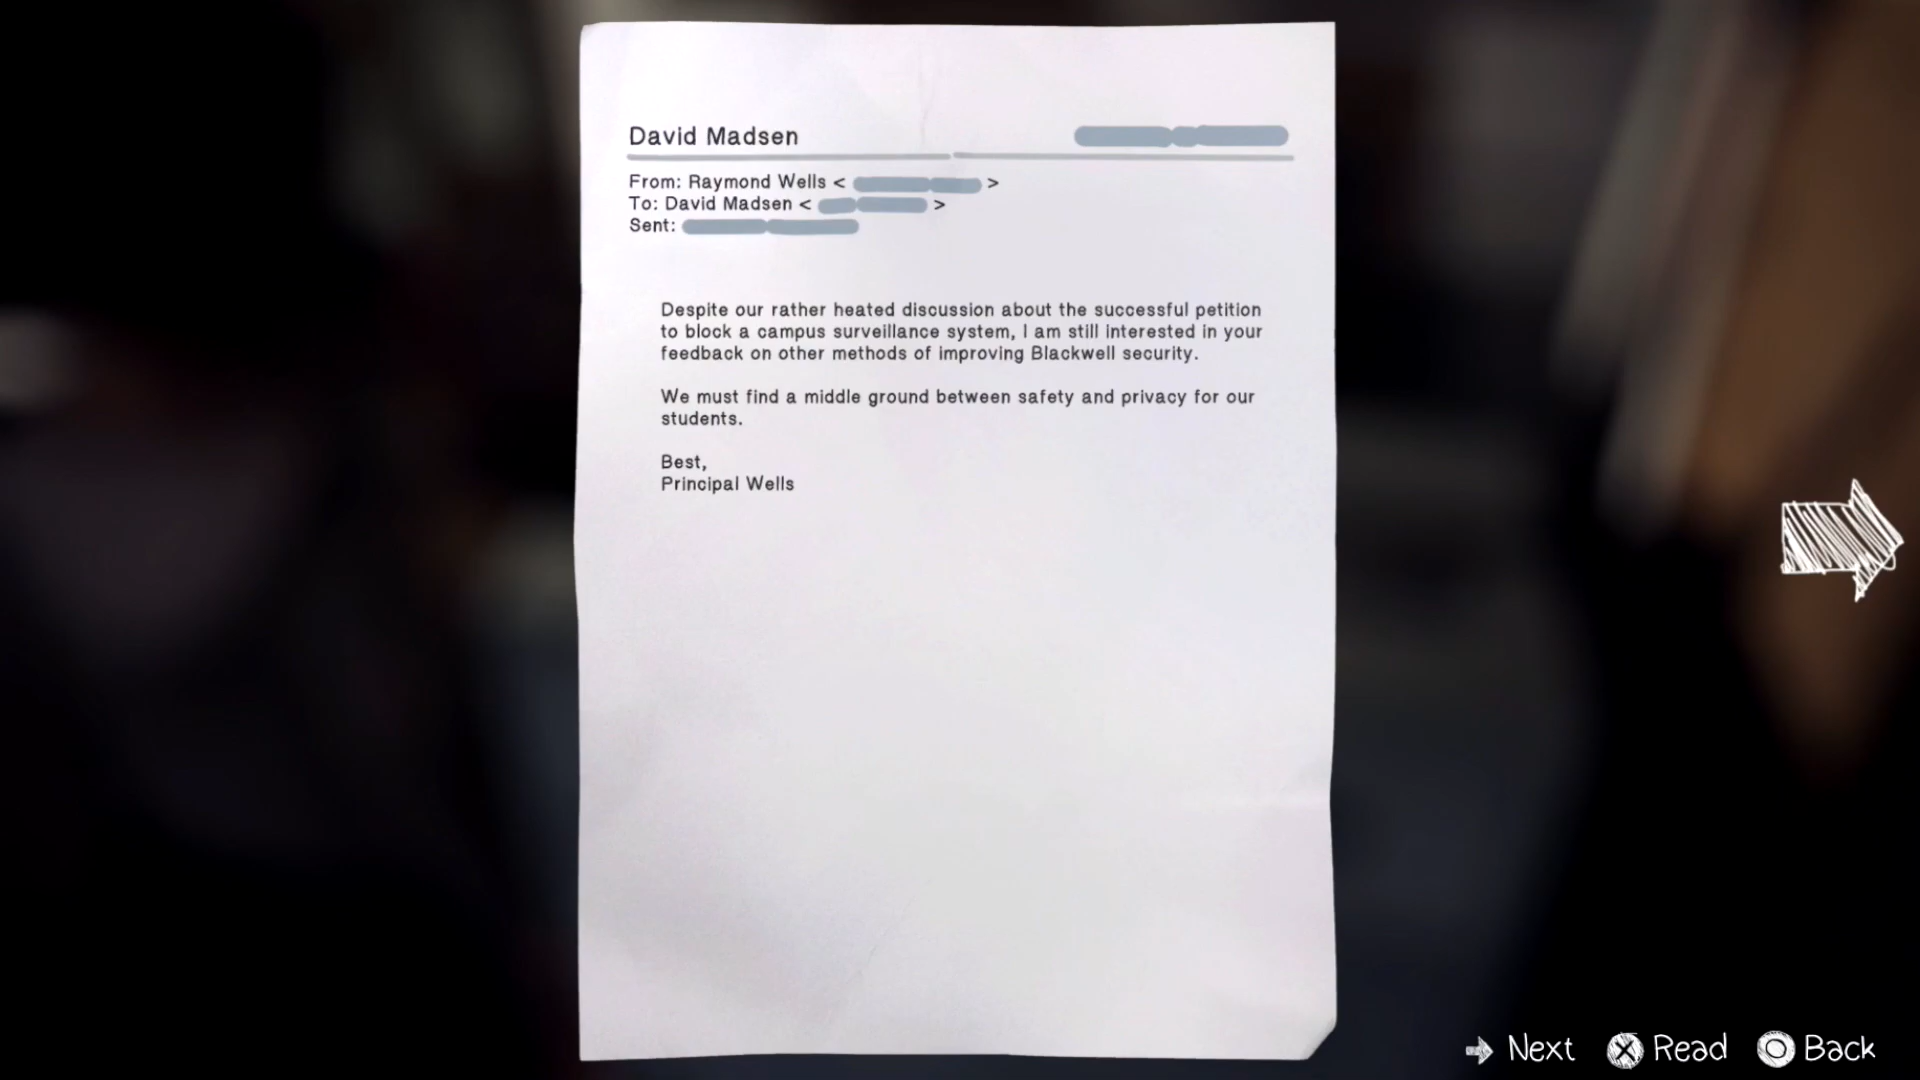 David Madsen
From: Raymond Wells < >
To: David Madsen < >
Sent:
Despite our rather heated discussion about the successful petition
to block a campus surveillance system, I am still interested in your
feedback on other methods of improving Blackwell security.
We must find a middle ground between safety and privacy for our
students.
Best,
Principal Wells
Next Read Back